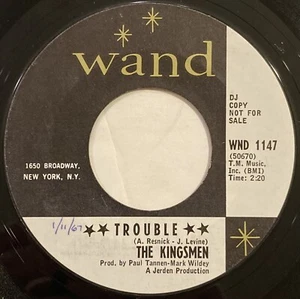 wand
DJ
COPY
NOT FOR
SALE
WND 1147
(50670)
T.M. Music,
Inc. (BMI)
Time: 2:20
1650 BROADWAY,
NEW YORK, N.Y.
1/11/67
★★ TROUBLE ★★
(A. Resnick - J. Levine)
THE KINGSMEN
Prod. by Paul Tannen-Mark Wildey
A Jerden Production